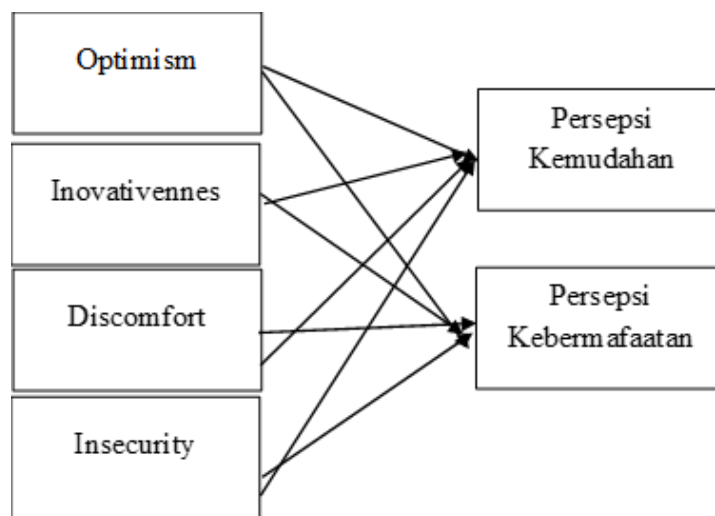 Optimism
Inovativennes
Discomfort
Insecurity
Persepsi
Kemudahan
Persepsi
Kebermafaatan